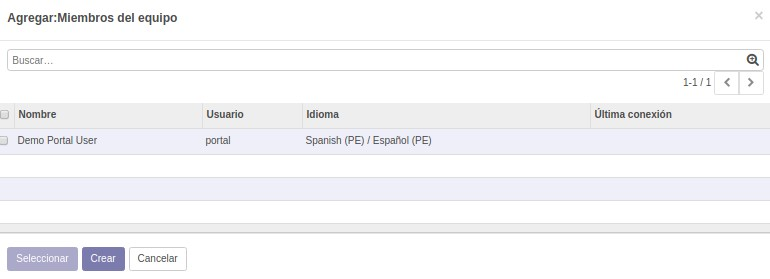 Agregar:Miembros del equipo
×
Buscar...
1-1 / 1
Nombre Usuario Idioma Última conexión
Demo Portal User portal Spanish (PE) / Español (PE)
Seleccionar Crear Cancelar